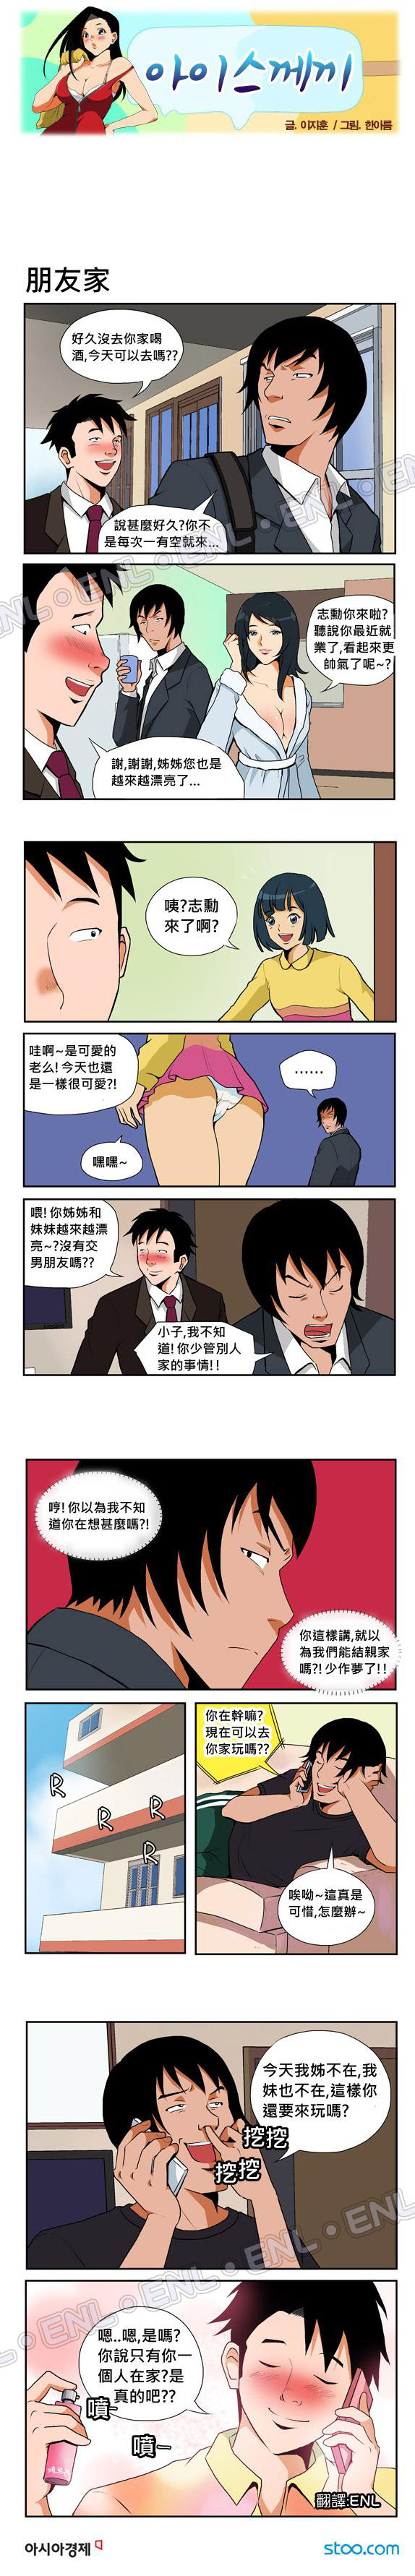 아이스께끼
글. 이지훈 / 그림. 한아름
朋友家
好久沒去你家喝
酒,今天可以去嗎??
說甚麼好久?你不
是每次一有空就來...
志勳你來啦?
聽說你最近就
業了,看起來更
帥氣了呢~?
謝,謝謝,姊姊您也是
越來越漂亮了...
咦?志勳
來了啊?
哇啊~是可愛的
老么!今天也還
是一樣很可愛?!
......
嘿嘿~
喂!你姊姊和
妹妹越來越漂
亮~?沒有交
男朋友嗎??
小子,我不知
道!你少管別人
家的事情!!
哼!你以為我不知
道你在想甚麼嗎?!
你這樣講,就以
為我們能結親家
嗎?!少作夢了!!
R
R
R
R
你在幹嘛?
現在可以去
你家玩嗎??
唉呦~這真是
可惜,怎麼辦~
今天我姊不在,我
妹也不在,這樣你
還要來玩嗎?
挖挖
挖挖
嗯..嗯,是嗎?
你說只有你一
個人在家?是
真的吧??
噴~
噴~
翻譯:ENL
ENL
아시아경제
stoo.com